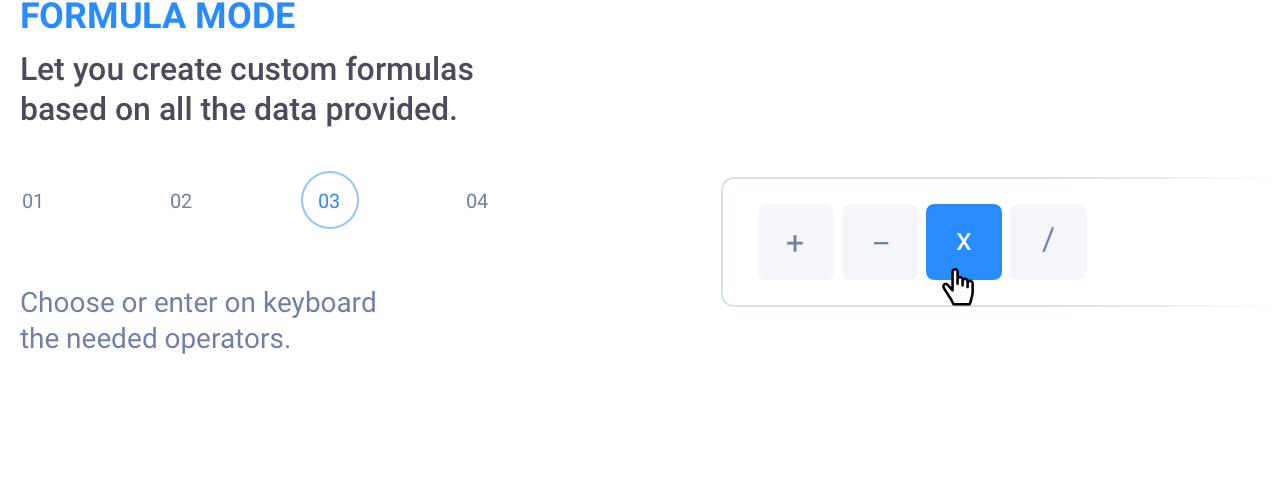 FORMULA MODE
Let you create custom formulas
based on all the data provided.
01 02 03 04
+ – x /
Choose or enter on keyboard
the needed operators.